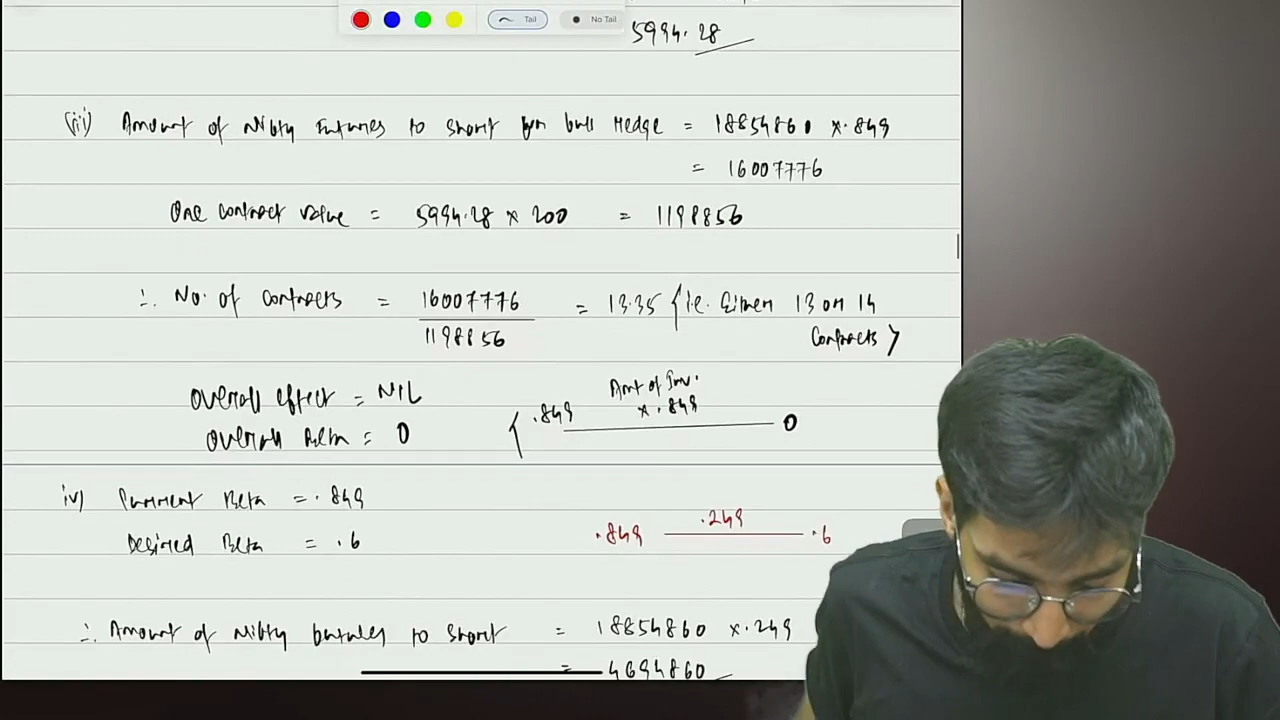 Tail No Tail
5994.28
(iii) Amount of Nifty Futures to Short for full Hedge = 18854860 x .849
= 16007776
One contract value = 5994.28 x 200 = 1198856
∴ No. of contracts = 16007776 / 1198856 = 13.35 {i.e. Either 13 or 14 contracts}
Overall effect = NIL
Overall Beta = 0
{ .849 Amt of Inv. x .849 0
iv) Current Beta = .849
Desired Beta = .6
.849 .249 .6
∴ Amount of Nifty futures to short = 18854860 x .249
= 4694860